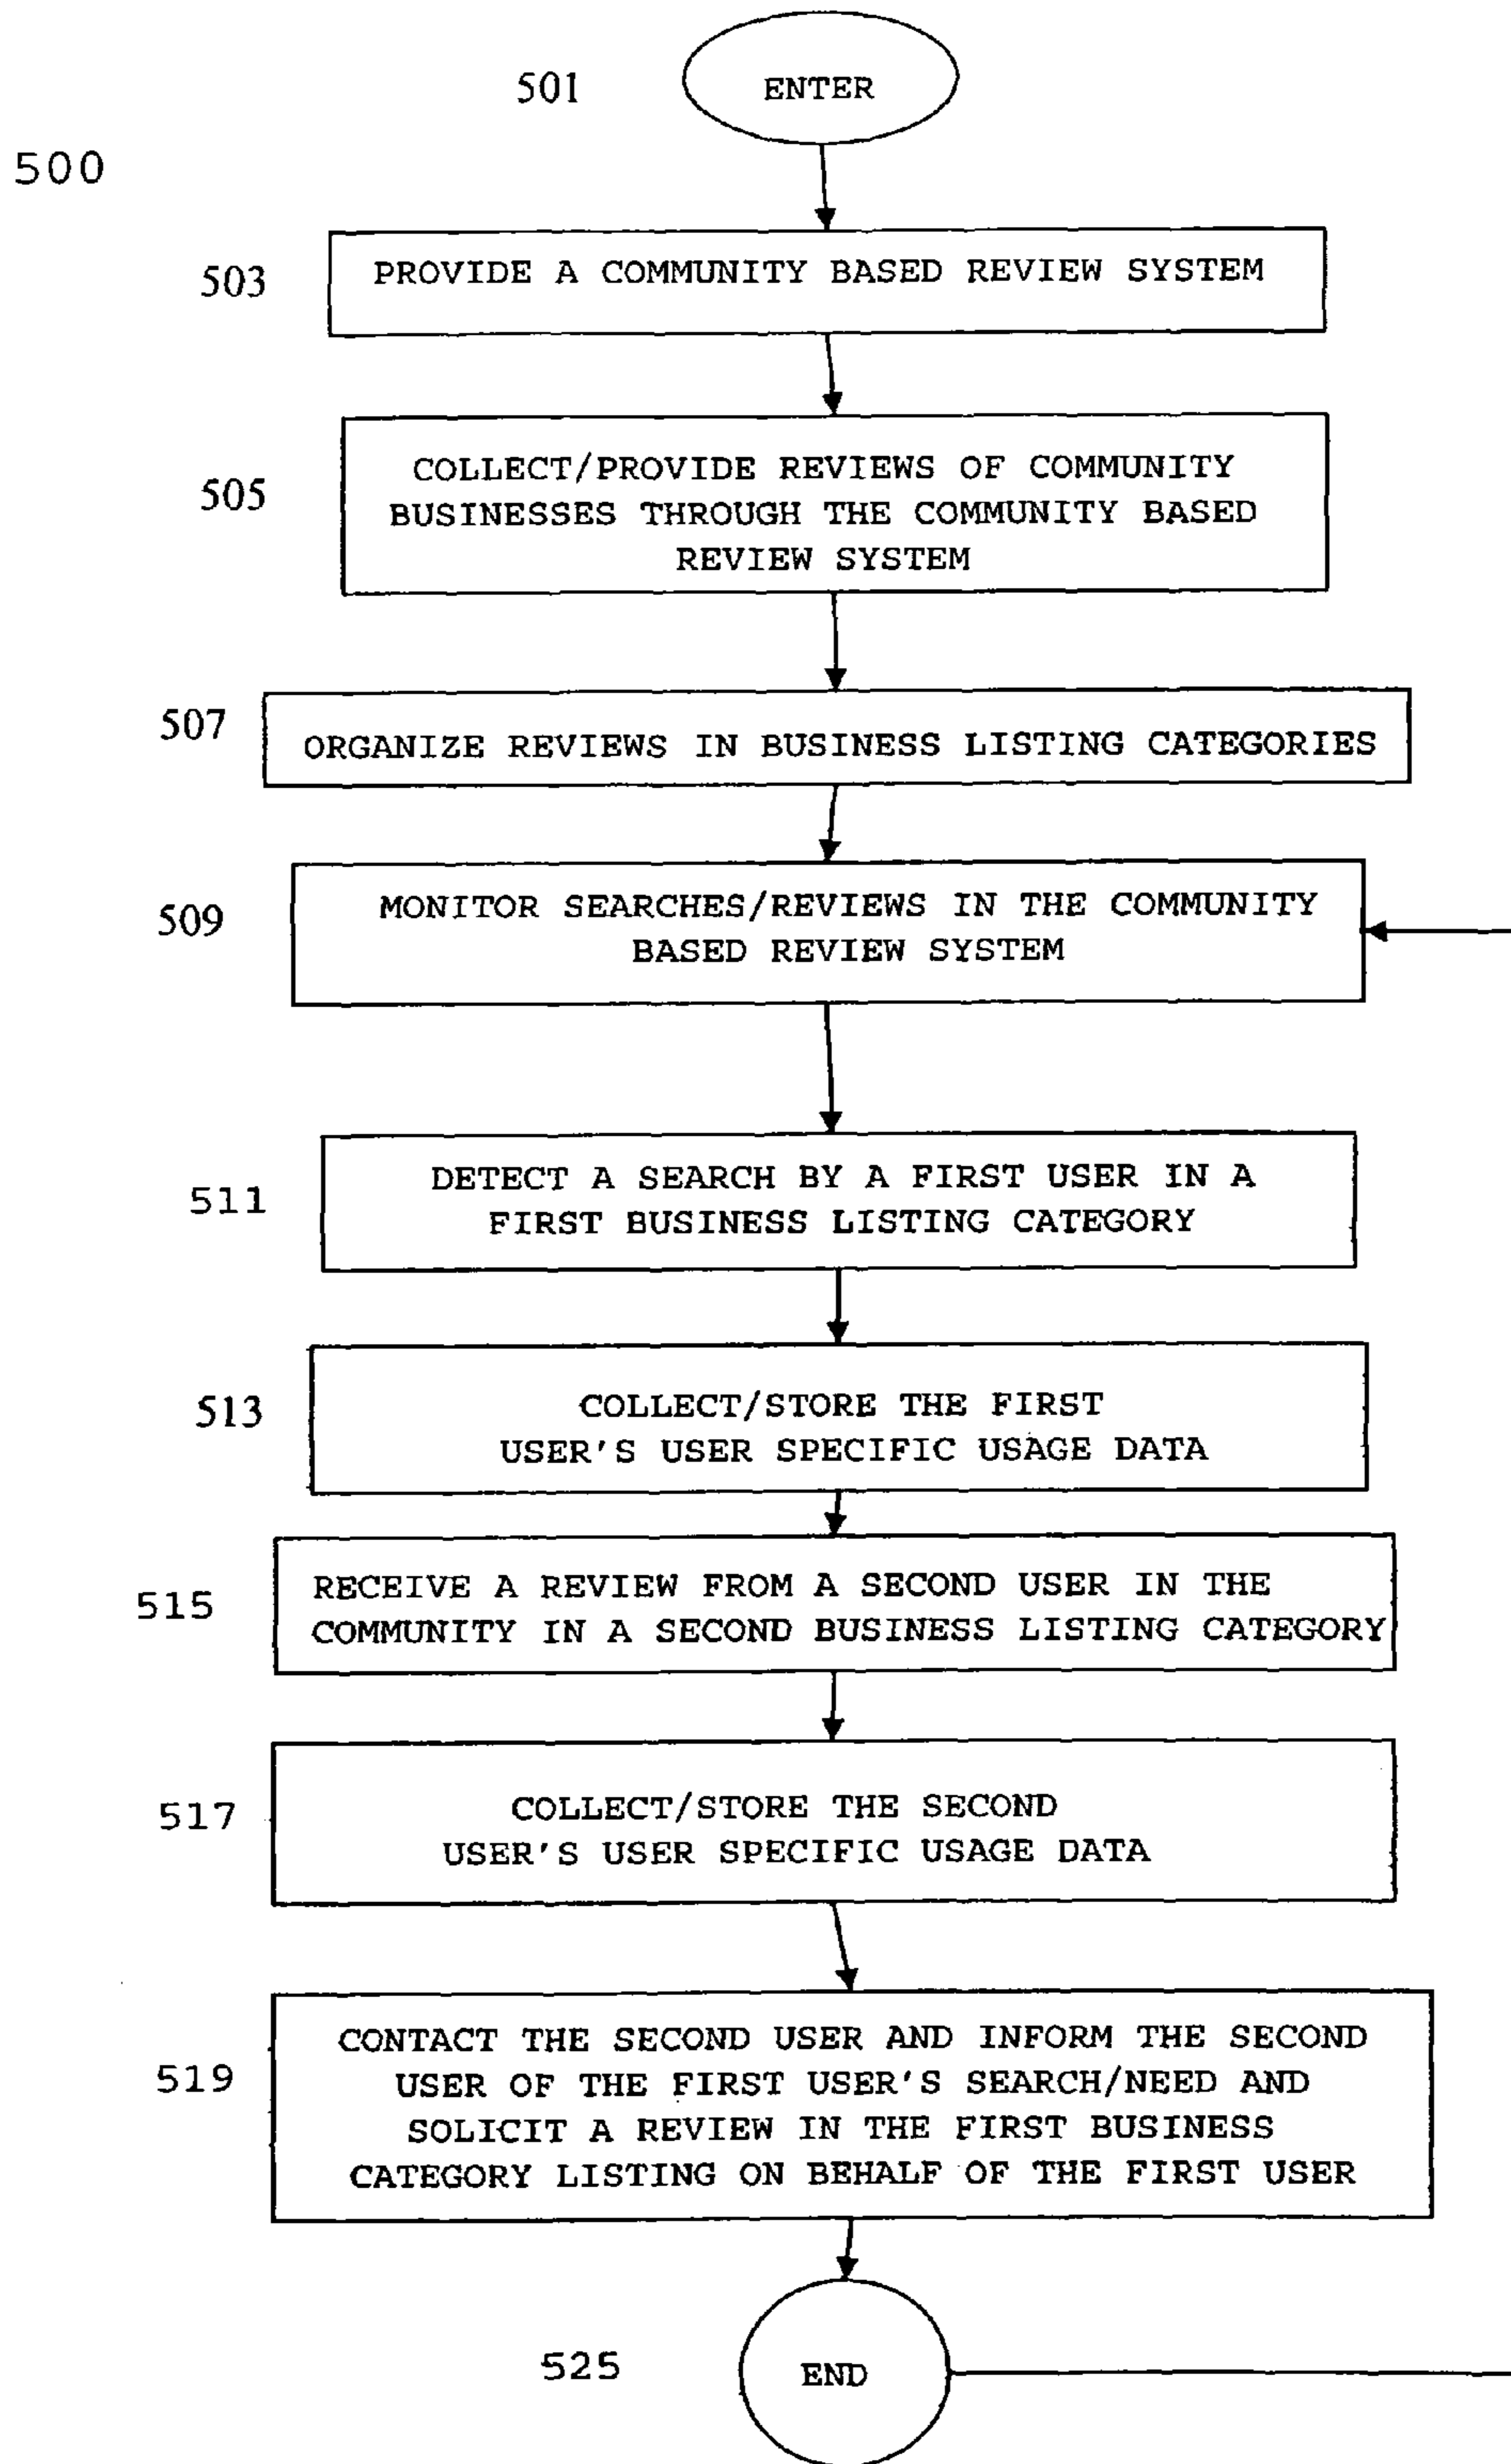 501
ENTER
500
503
PROVIDE A COMMUNITY BASED REVIEW SYSTEM
505
COLLECT/PROVIDE REVIEWS OF COMMUNITY
BUSINESSES THROUGH THE COMMUNITY BASED
REVIEW SYSTEM
507
ORGANIZE REVIEWS IN BUSINESS LISTING CATEGORIES
509
MONITOR SEARCHES/REVIEWS IN THE COMMUNITY
BASED REVIEW SYSTEM
511
DETECT A SEARCH BY A FIRST USER IN A
FIRST BUSINESS LISTING CATEGORY
513
COLLECT/STORE THE FIRST
USER'S USER SPECIFIC USAGE DATA
515
RECEIVE A REVIEW FROM A SECOND USER IN THE
COMMUNITY IN A SECOND BUSINESS LISTING CATEGORY
517
COLLECT/STORE THE SECOND
USER'S USER SPECIFIC USAGE DATA
519
CONTACT THE SECOND USER AND INFORM THE SECOND
USER OF THE FIRST USER'S SEARCH/NEED AND
SOLICIT A REVIEW IN THE FIRST BUSINESS
CATEGORY LISTING ON BEHALF OF THE FIRST USER
525
END